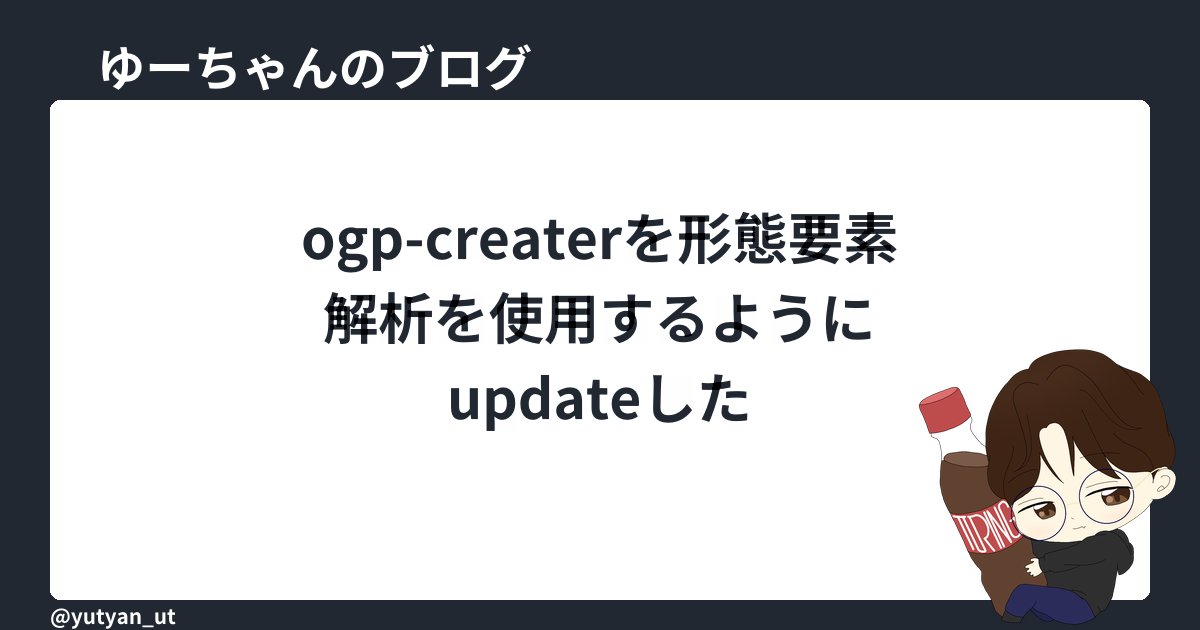 ゆーちゃんのブログ
ogp-createrを形態要素
解析を使用するように
updateした
TURING
@yutyan_ut